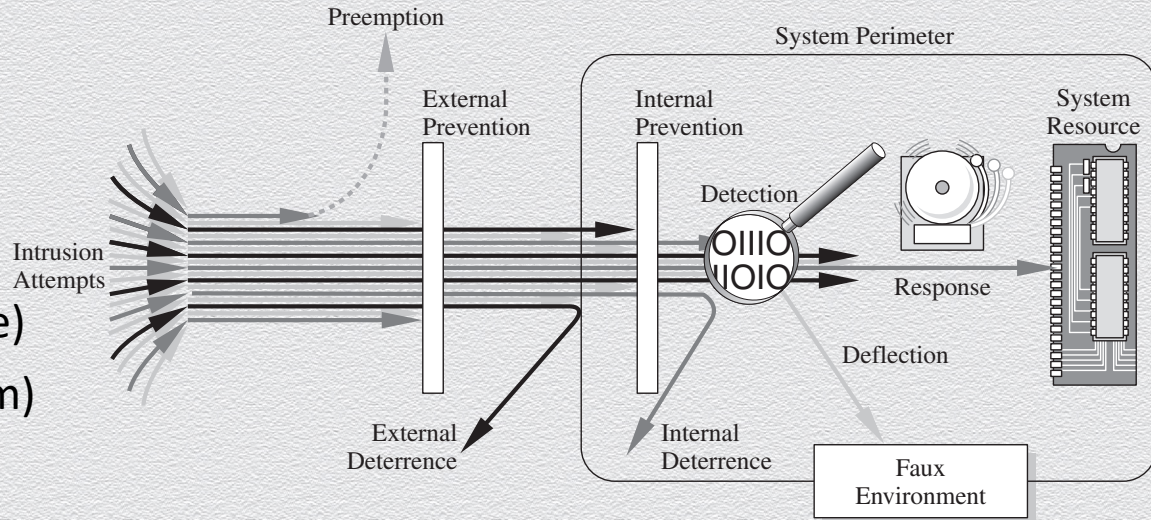 Preemption
System Perimeter
External
Prevention
Internal
Prevention
System
Resource
Detection
OIIIO
IIOIO
Intrusion
Attempts
Response
e)
Deflection
m)
External
Deterrence
Internal
Deterrence
Faux
Environment